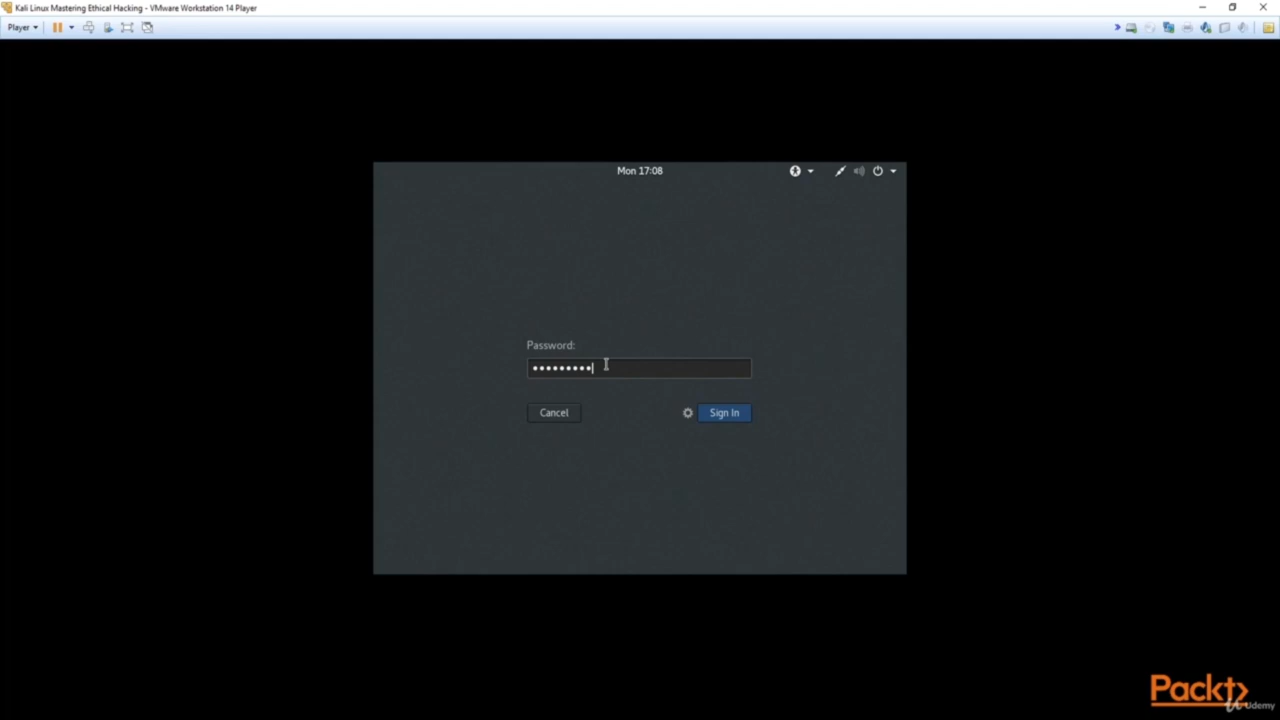 Kali Linux Mastering Ethical Hacking - VMware Workstation 14 Player
Player
Mon 17:08
Password:
•••••••••
Cancel
Sign In
Packt
Udemy